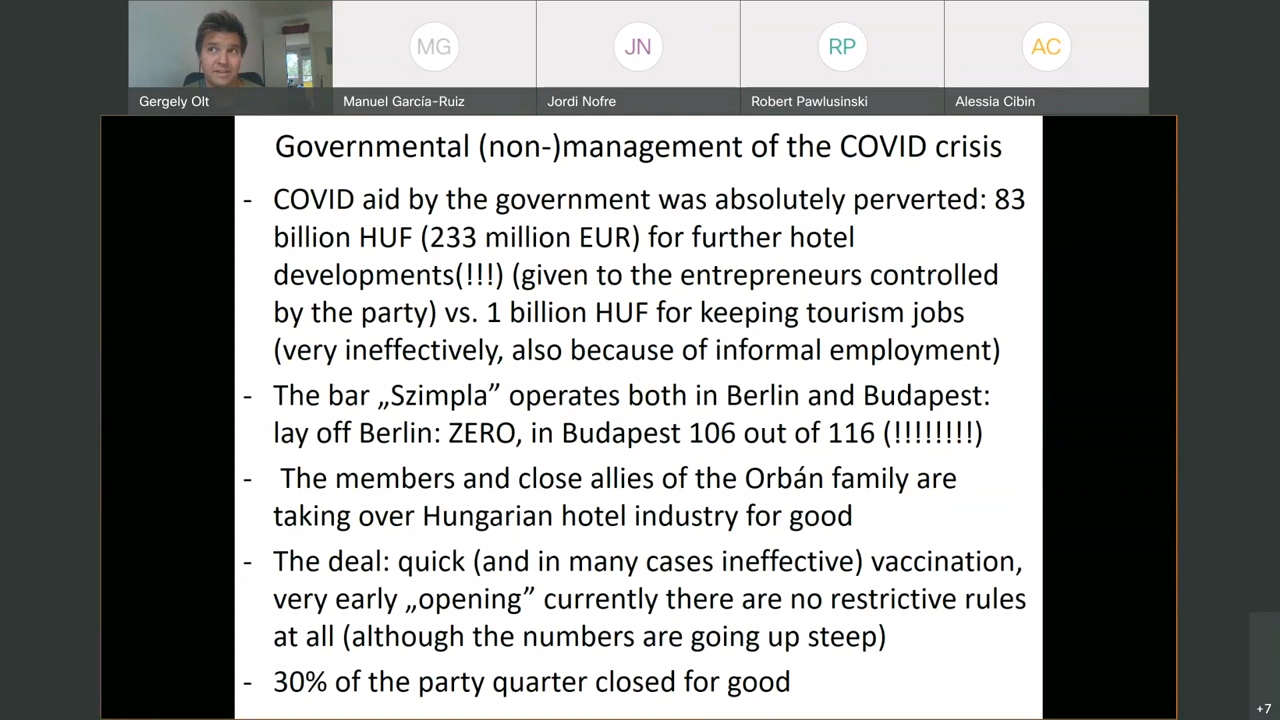 MG
JN
RP
AC
Gergely Olt
Manuel García-Ruiz
Jordi Nofre
Robert Pawlusinski
Alessia Cibin
Governmental (non-)management of the COVID crisis
- COVID aid by the government was absolutely perverted: 83
billion HUF (233 million EUR) for further hotel
developments(!!!) (given to the entrepreneurs controlled
by the party) vs. 1 billion HUF for keeping tourism jobs
(very ineffectively, also because of informal employment)
- The bar „Szimpla” operates both in Berlin and Budapest:
lay off Berlin: ZERO, in Budapest 106 out of 116 (!!!!!!!!)
- The members and close allies of the Orbán family are
taking over Hungarian hotel industry for good
- The deal: quick (and in many cases ineffective) vaccination,
very early „opening” currently there are no restrictive rules
at all (although the numbers are going up steep)
- 30% of the party quarter closed for good
+7